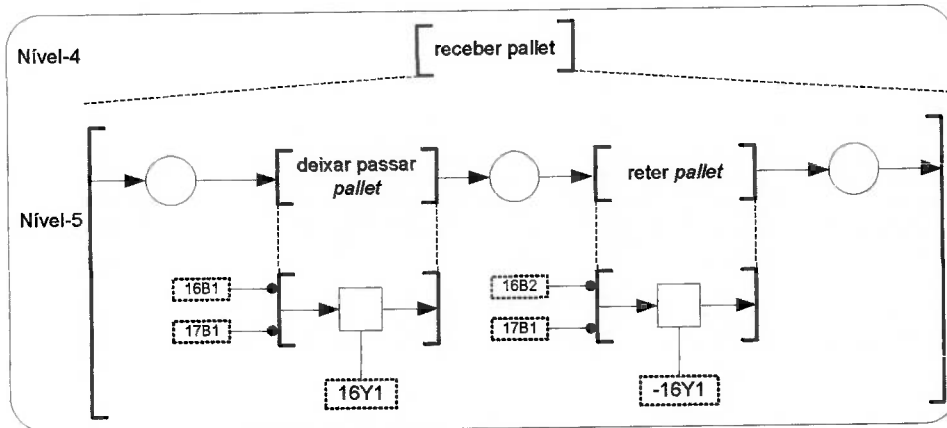 Nível-4
receber pallet
deixar passar
pallet
reter pallet
Nível-5
16B1
17B1
16Y1
16B2
17B1
-16Y1